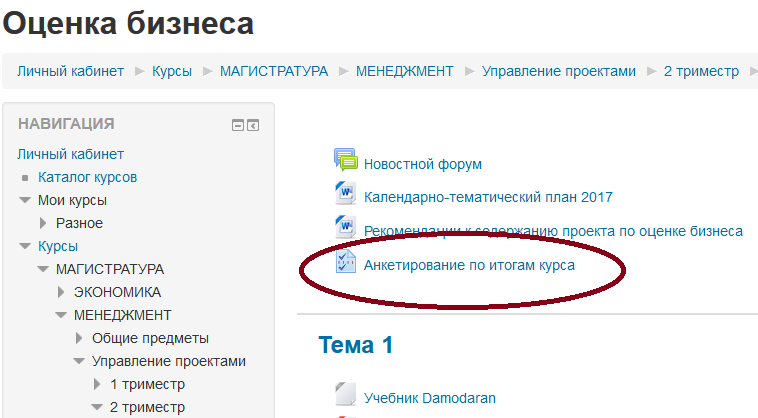 Оценка бизнеса
Личный кабинет ► Курсы ► МАГИСТРАТУРА ► МЕНЕДЖМЕНТ ► Управление проектами ► 2 триместр ►
НАВИГАЦИЯ
Личный кабинет
Каталог курсов
Мои курсы
Разное
Курсы
МАГИСТРАТУРА
ЭКОНОМИКА
МЕНЕДЖМЕНТ
Общие предметы
Управление проектами
1 триместр
2 триместр
Новостной форум
Календарно-тематический план 2017
Рекомендации к содержанию проекта по оценке бизнеса
Анкетирование по итогам курса
Тема 1
Учебник Damodaran